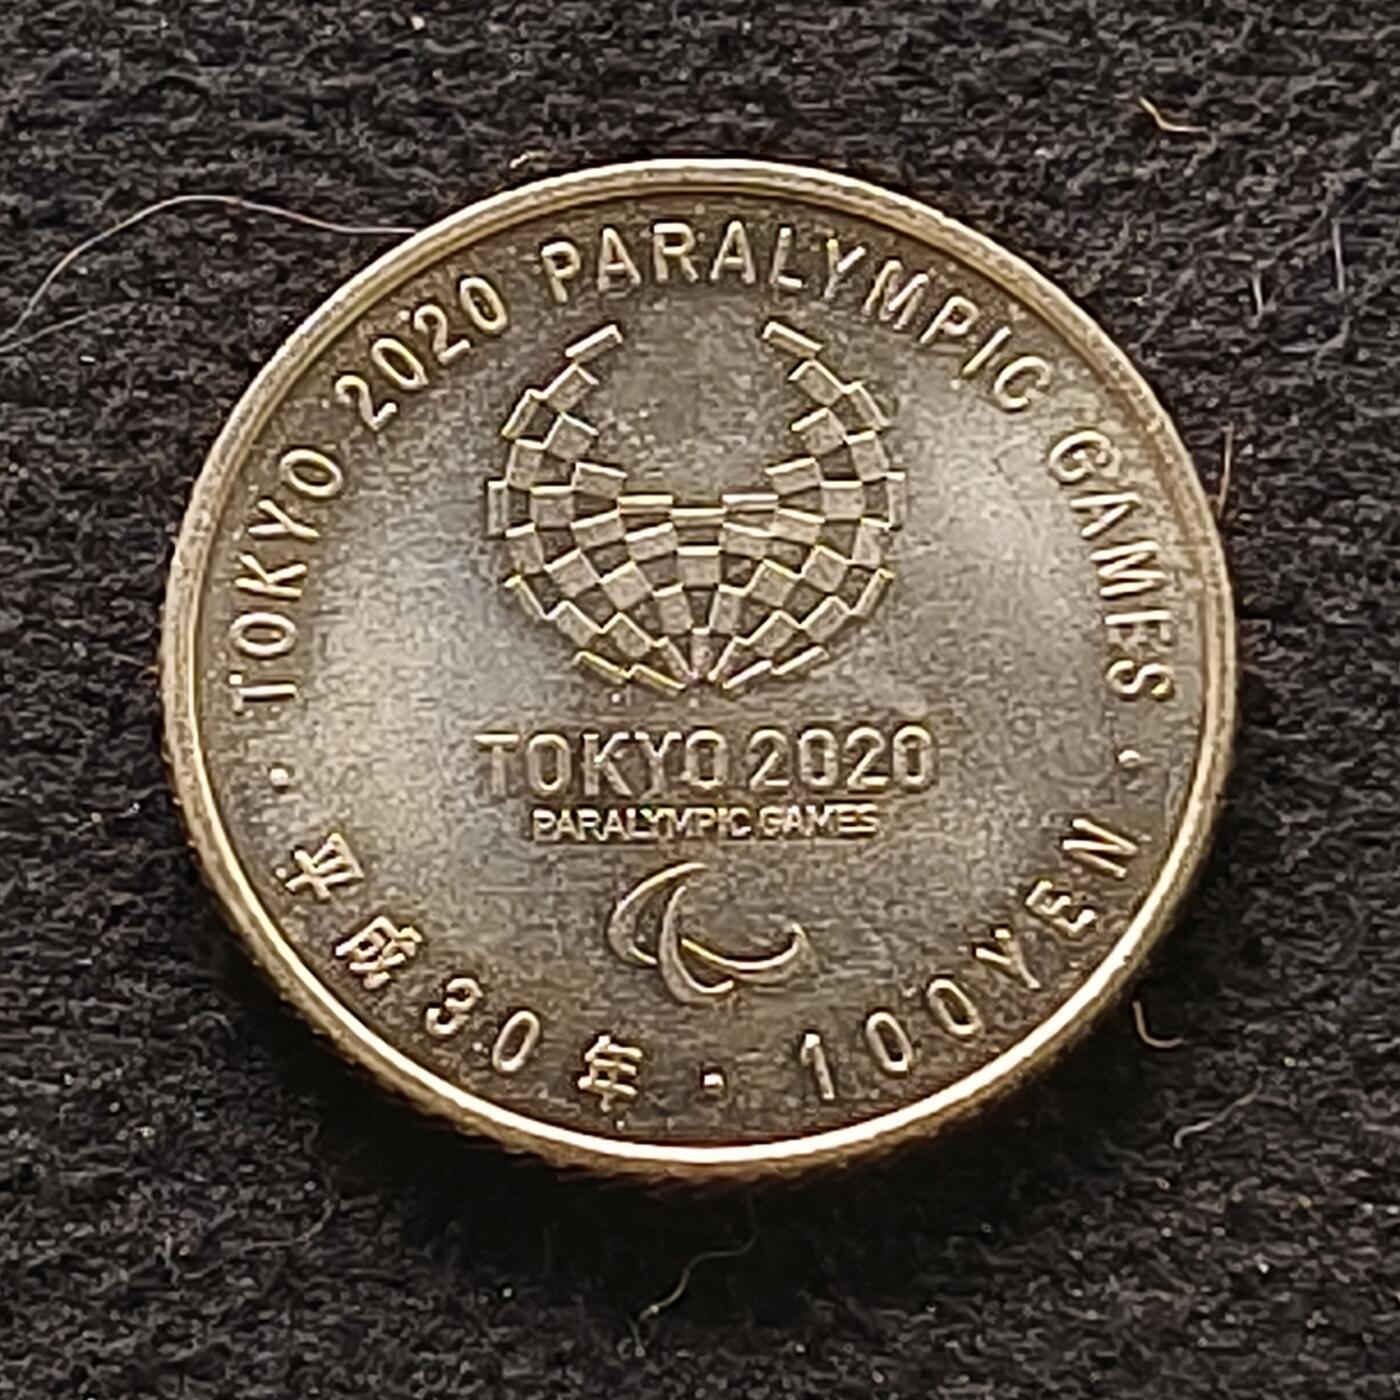 · TOKYO 2020 PARALYMPIC GAMES ·
TOKYO 2020
PARALYMPIC GAMES
平成30年 · 100YEN